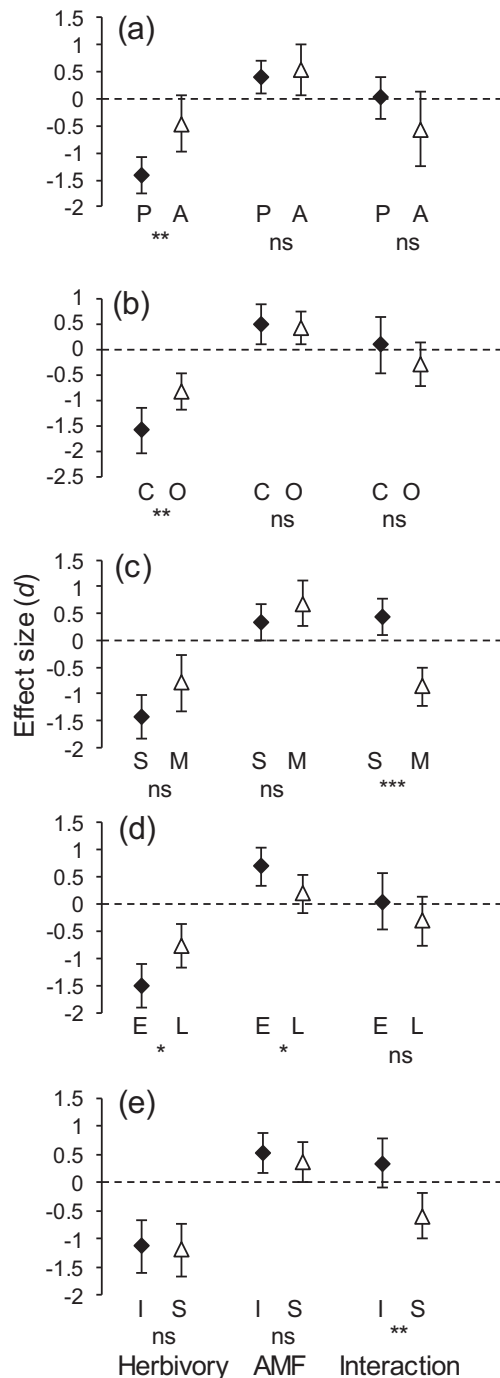 (a)
1
0.5
0
-0.5
-1
-1.5
-2
P A P A P A
** ns ns
(b)
1
0.5
0
-0.5
-1
-1.5
-2
-2.5
C O C O C O
** ns ns
Effect size (d)
(c)
1.5
1
0.5
0
-0.5
-1
-1.5
-2
S M S M S M
ns ns ***
(d)
1.5
1
0.5
0
-0.5
-1
-1.5
-2
E L E L E L
* * ns
(e)
1.5
1
0.5
0
-0.5
-1
-1.5
-2
I S I S I S
ns ns **
Herbivory AMF Interaction